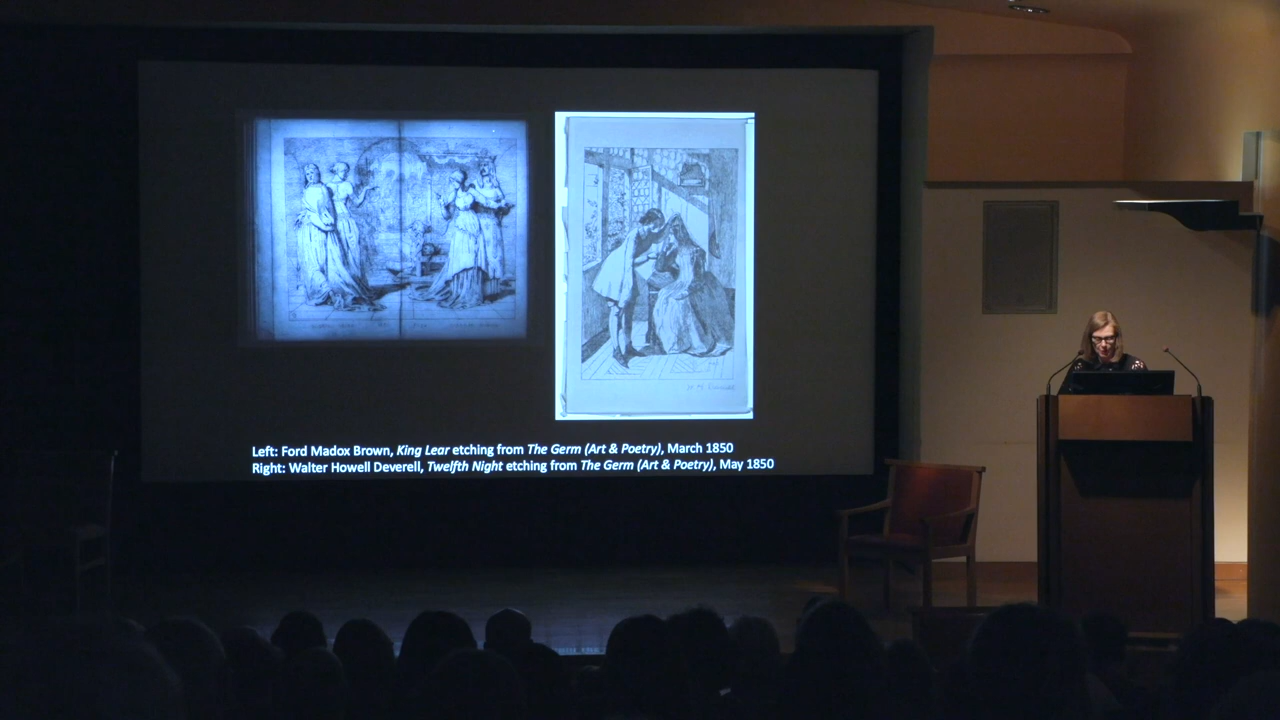 Left: Ford Madox Brown, King Lear etching from The Germ (Art & Poetry), March 1850
Right: Walter Howell Deverell, Twelfth Night etching from The Germ (Art & Poetry), May 1850